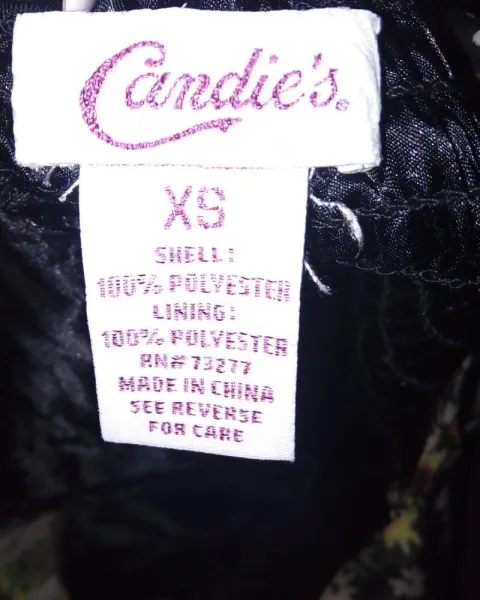 Candie's®
XS
SHELL:
100% POLYESTER
LINING:
100% POLYESTER
RN# 73277
MADE IN CHINA
SEE REVERSE
FOR CARE